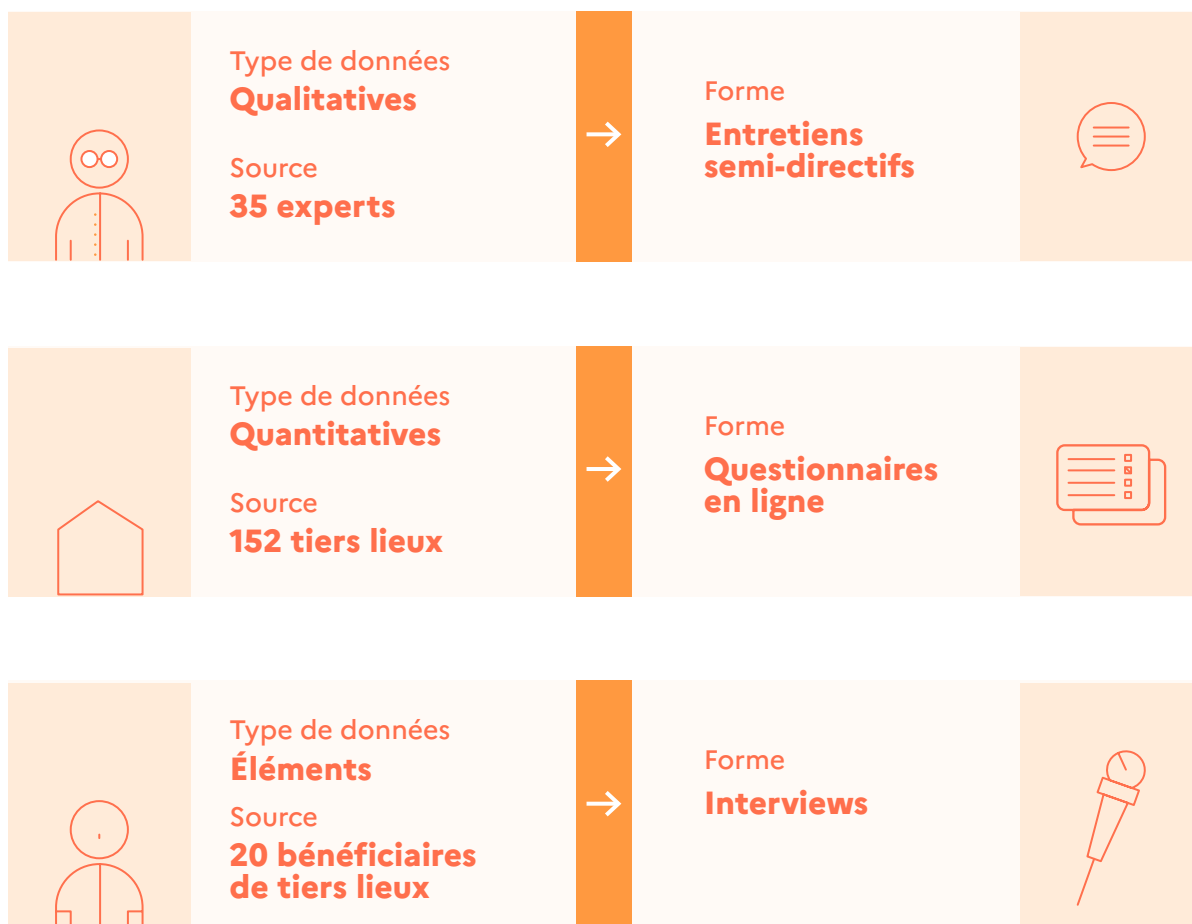 Type de données
Qualitatives
Source
35 experts
Forme
Entretiens
semi-directifs
Type de données
Quantitatives
Source
152 tiers lieux
Forme
Questionnaires
en ligne
Type de données
Éléments
Source
20 bénéficiaires
de tiers lieux
Forme
Interviews